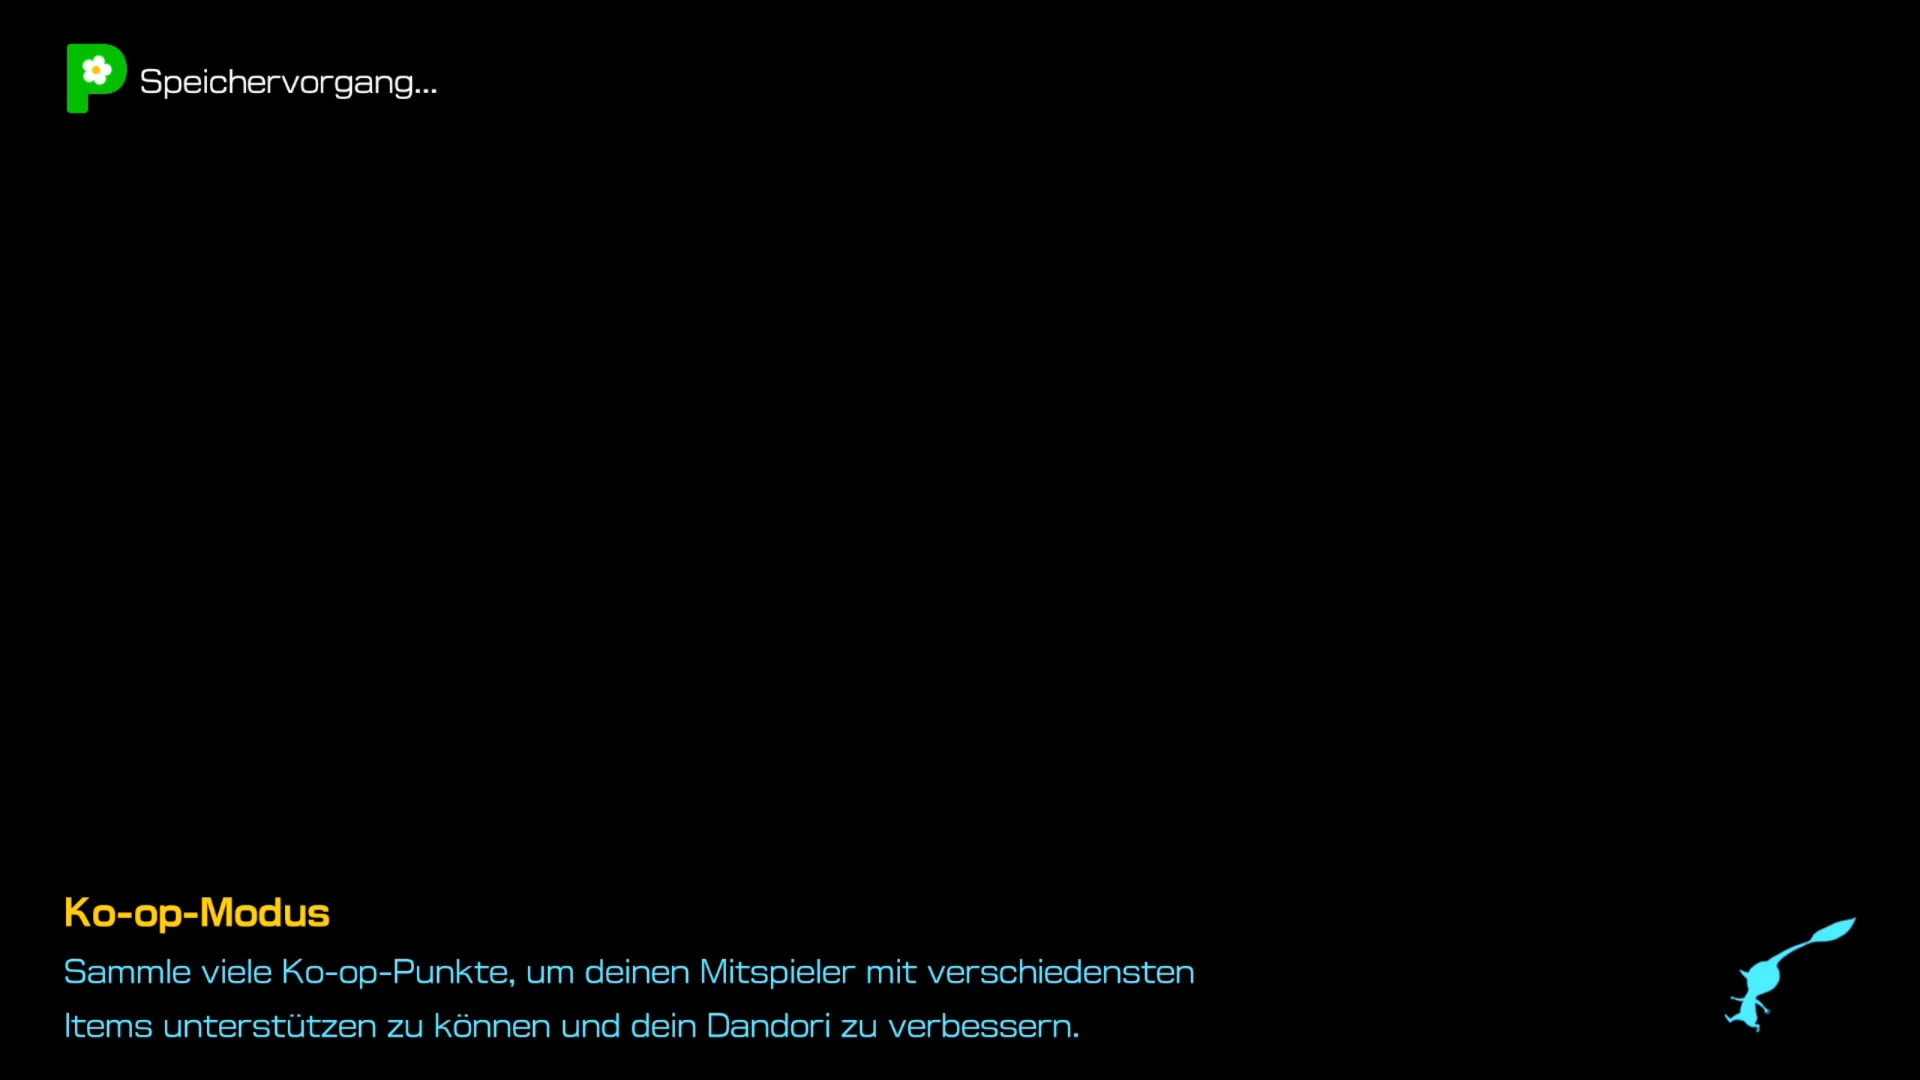 P Speichervorgang...
Ko-op-Modus
Sammle viele Ko-op-Punkte, um deinen Mitspieler mit verschiedensten
Items unterstützen zu können und dein Dandori zu verbessern.